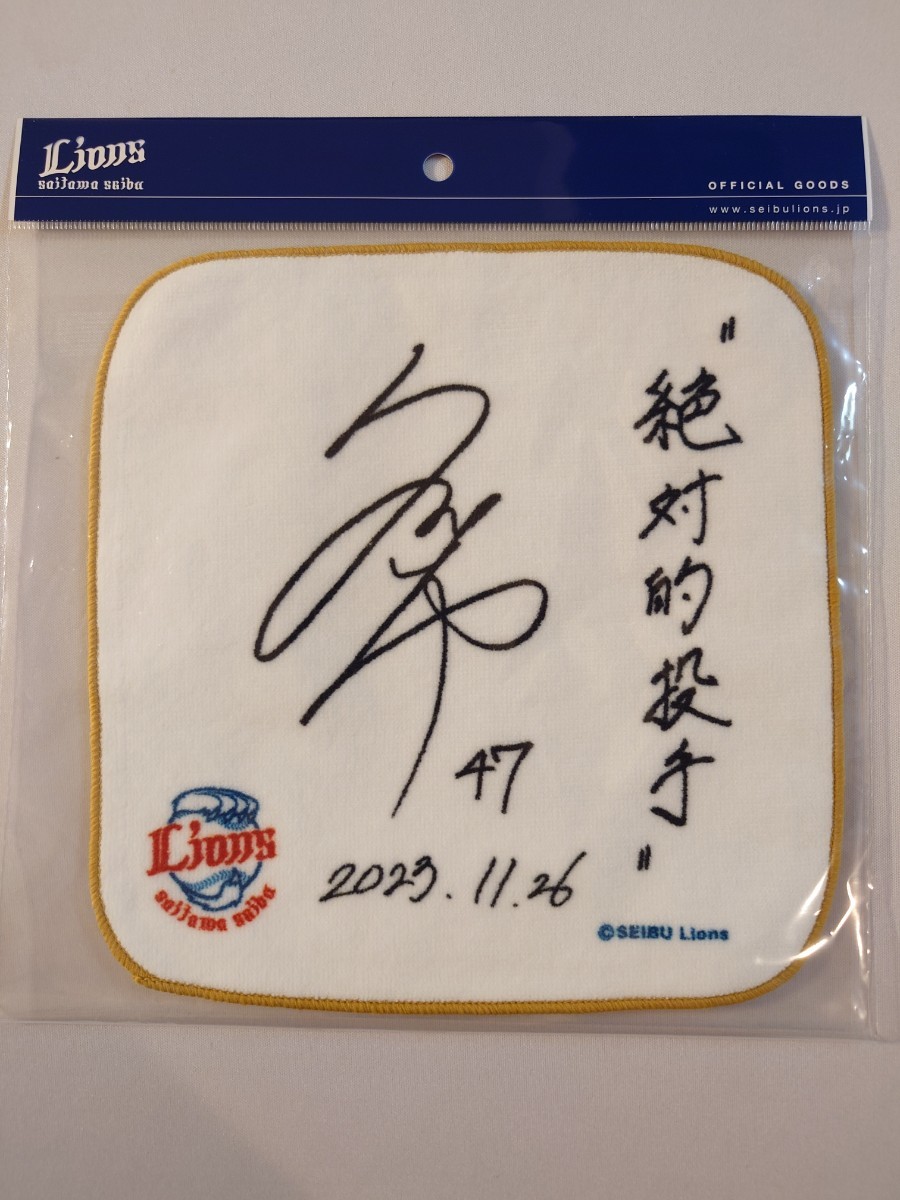 Lions
saitama seibu
OFFICIAL GOODS
www.seibulions.jp
"絶対的投手"
47
2023.11.26
Lions
saitama seibu
©SEIBU Lions